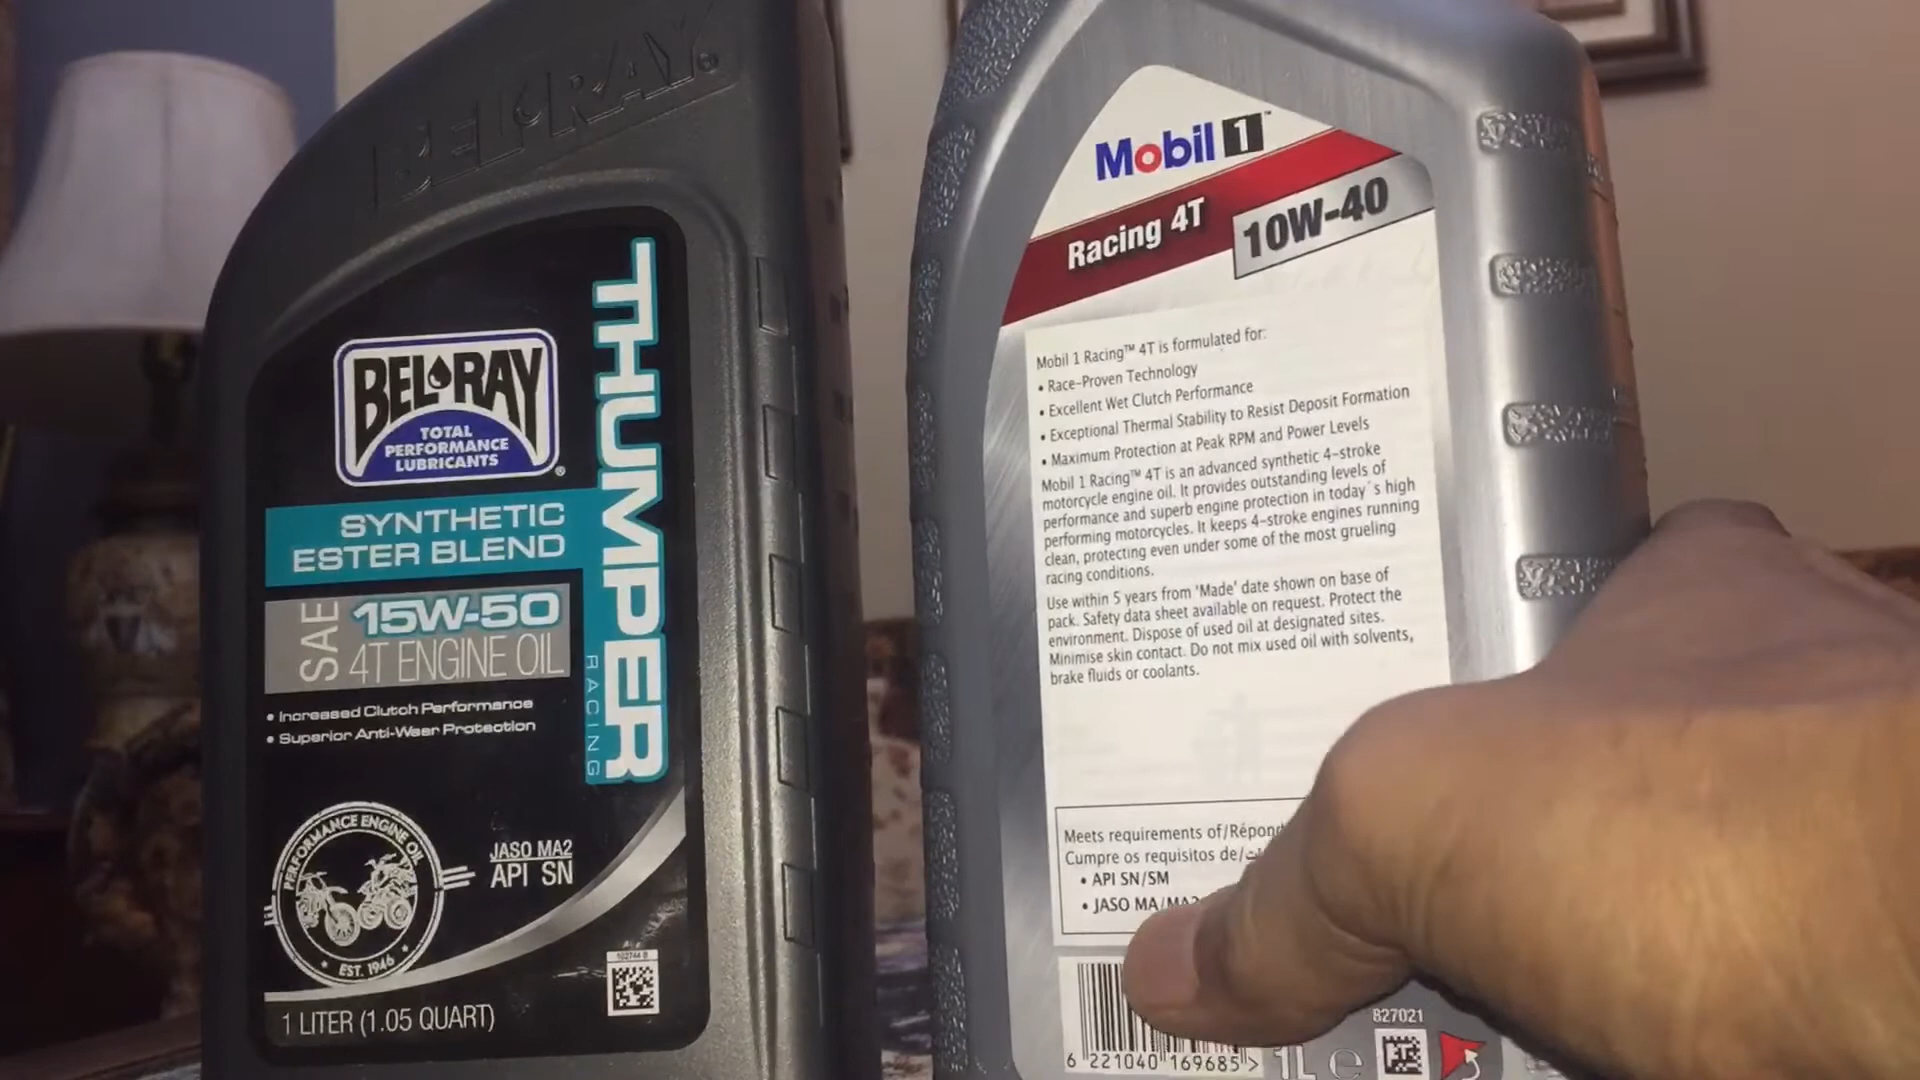 BEL-RAY®
BEL-RAY
TOTAL
PERFORMANCE
LUBRICANTS
®
THUMPER
RACING
SYNTHETIC
ESTER BLEND
SAE
15W-50
4T ENGINE OIL
• Increased Clutch Performance
• Superior Anti-Wear Protection
PERFORMANCE ENGINE OIL
• EST. 1946 •
JASO MA2
API SN
1 LITER (1.05 QUART)
Mobil 1™
Racing 4T
10W-40
Mobil 1 Racing™ 4T is formulated for:
• Race-Proven Technology
• Excellent Wet Clutch Performance
• Exceptional Thermal Stability to Resist Deposit Formation
• Maximum Protection at Peak RPM and Power Levels
Mobil 1 Racing™ 4T is an advanced synthetic 4-stroke
motorcycle engine oil. It provides outstanding levels of
performance and superb engine protection in today´s high
performing motorcycles. It keeps 4-stroke engines running
clean, protecting even under some of the most grueling
racing conditions.
Use within 5 years from 'Made' date shown on base of
pack. Safety data sheet available on request. Protect the
environment. Dispose of used oil at designated sites.
Minimise skin contact. Do not mix used oil with solvents,
brake fluids or coolants.
Meets requirements of/Répond
Cumpre os requisitos de/
• API SN/SM
• JASO MA/MA2
6 221040 169685 >
1L e
827021